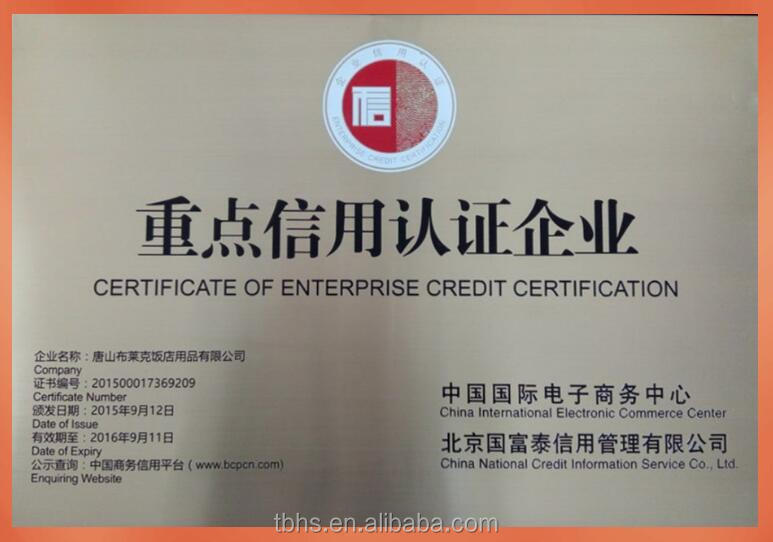 企业信用认证
信
ENTERPRISE CREDIT CERTIFICATION
重点信用认证企业
CERTIFICATE OF ENTERPRISE CREDIT CERTIFICATION
企业名称：唐山布莱克饭店用品有限公司
Company
证书编号：201500017369209
Certificate Number
颁发日期：2015年9月12日
Date of Issue
有效期至：2016年9月11日
Date of Expiry
公示查询：中国商务信用平台（www.bcpcn.com)
Enquiring Website
中国国际电子商务中心
China International Electronic Commerce Center
北京国富泰信用管理有限公司
China National Credit Information Service Co., Ltd.
tbhs.en.alibaba.com